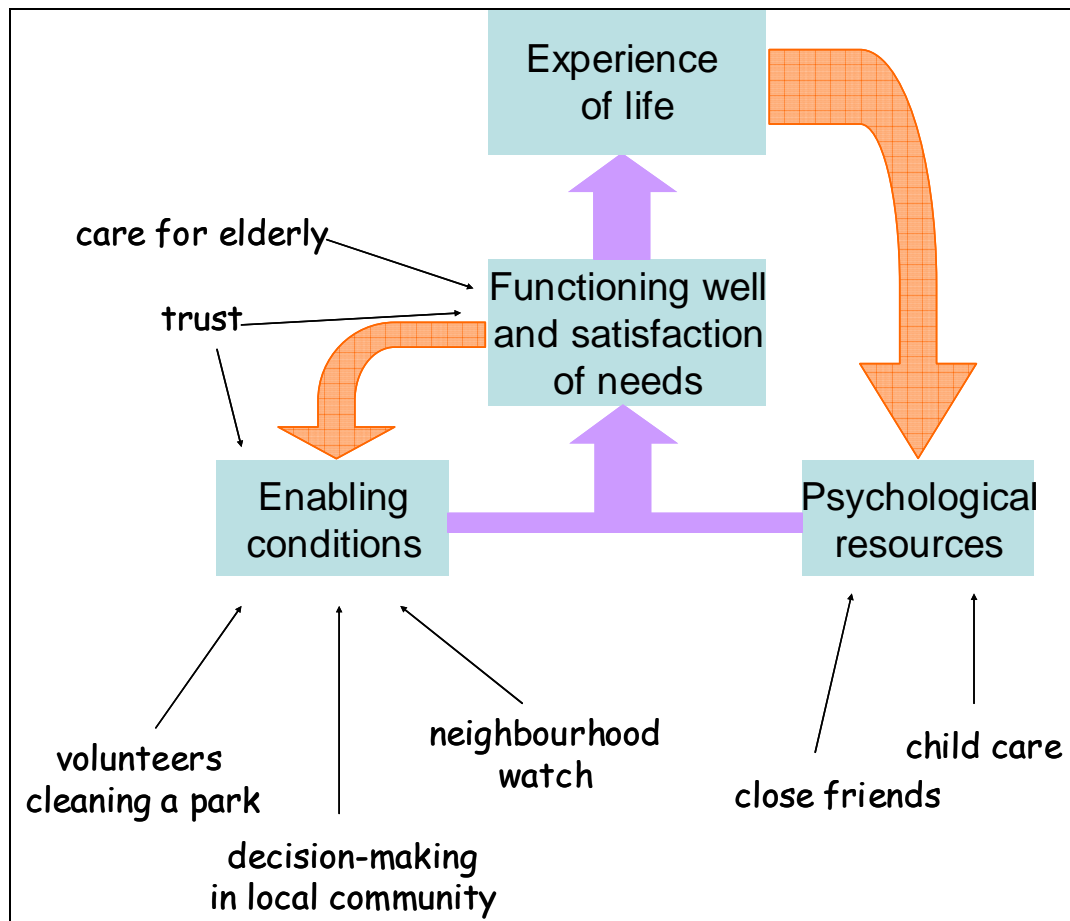 Experience
of life
care for elderly
trust
Functioning well
and satisfaction
of needs
Enabling
conditions
Psychological
resources
volunteers
cleaning a park
decision-making
in local community
neighbourhood
watch
close friends
child care